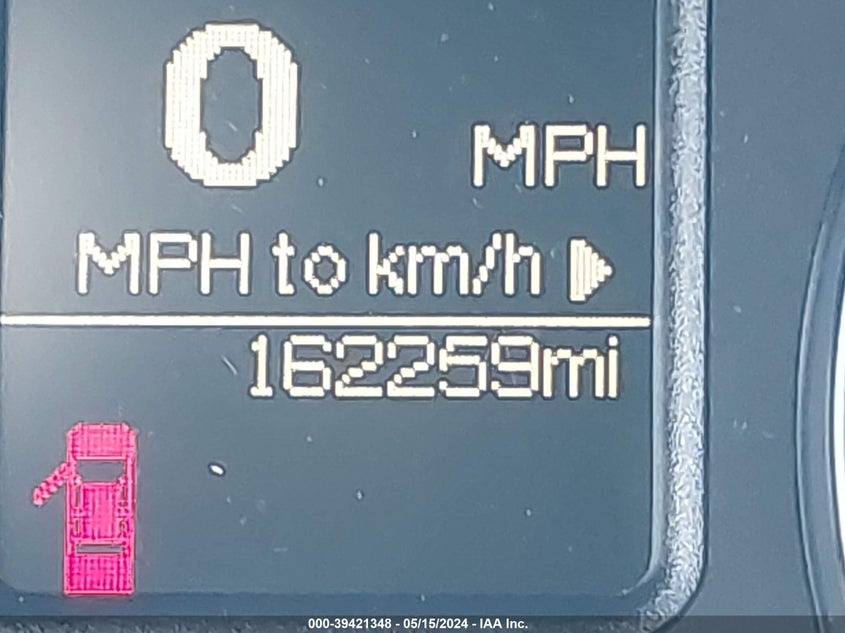 0 MPH
MPH to km/h
162259mi
000-39421348 - 05/15/2024 - IAA Inc.